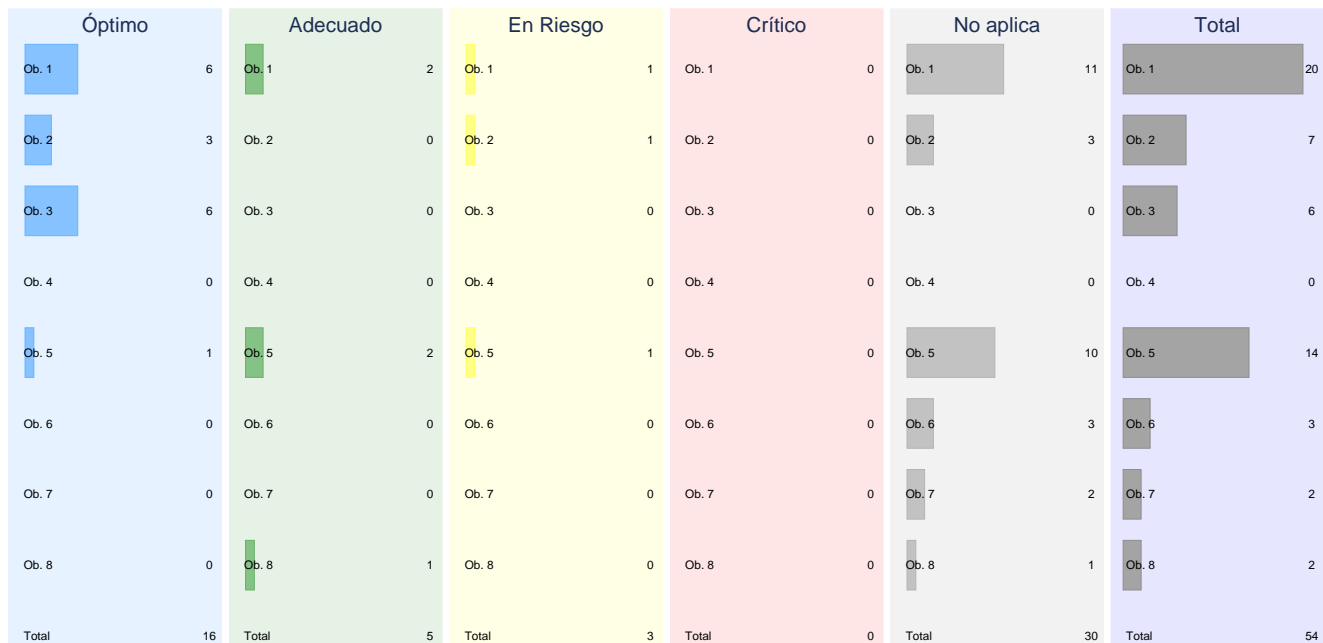 Óptimo Adecuado En Riesgo Crítico No aplica Total
Ob. 1 6 Ob. 1 2 Ob. 1 1 Ob. 1 0 Ob. 1 11 Ob. 1 20
Ob. 2 3 Ob. 2 0 Ob. 2 1 Ob. 2 0 Ob. 2 3 Ob. 2 7
Ob. 3 6 Ob. 3 0 Ob. 3 0 Ob. 3 0 Ob. 3 0 Ob. 3 6
Ob. 4 0 Ob. 4 0 Ob. 4 0 Ob. 4 0 Ob. 4 0 Ob. 4 0
Ob. 5 1 Ob. 5 2 Ob. 5 1 Ob. 5 0 Ob. 5 10 Ob. 5 14
Ob. 6 0 Ob. 6 0 Ob. 6 0 Ob. 6 0 Ob. 6 3 Ob. 6 3
Ob. 7 0 Ob. 7 0 Ob. 7 0 Ob. 7 0 Ob. 7 2 Ob. 7 2
Ob. 8 0 Ob. 8 1 Ob. 8 0 Ob. 8 0 Ob. 8 1 Ob. 8 2
Total 16 Total 5 Total 3 Total 0 Total 30 Total 54